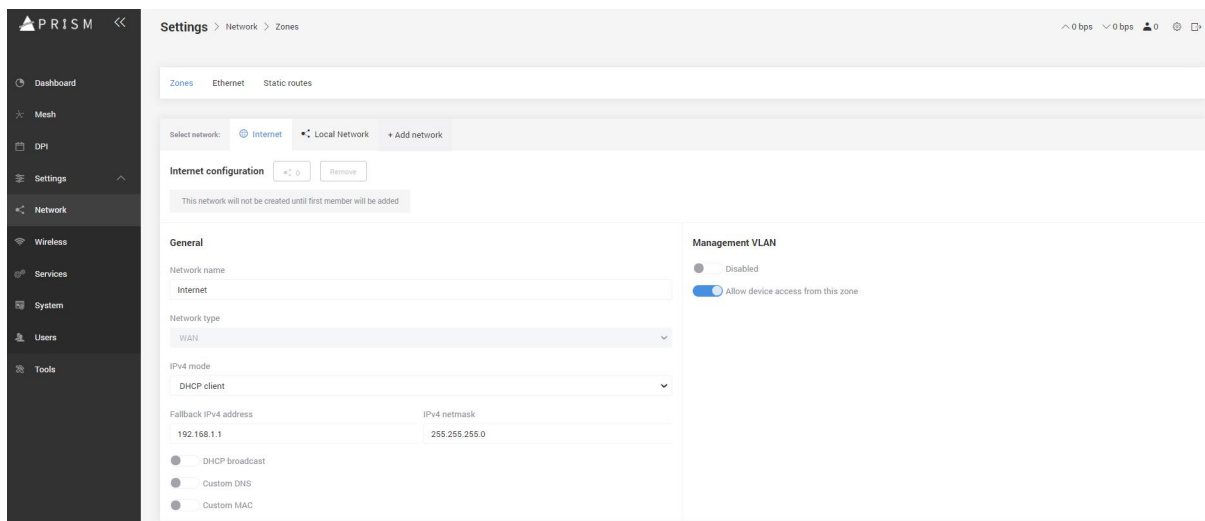 PRISM
Settings > Network > Zones
0 bps 0 bps 0
Dashboard
Mesh
DPI
Settings
Network
Wireless
Services
System
Users
Tools
Zones Ethernet Static routes
Select network: Internet Local Network + Add network
Internet configuration 0 Remove
This network will not be created until first member will be added
General
Network name
Internet
Network type
WAN
IPv4 mode
DHCP client
Fallback IPv4 address IPv4 netmask
192.168.1.1 255.255.255.0
DHCP broadcast
Custom DNS
Custom MAC
Management VLAN
Disabled
Allow device access from this zone